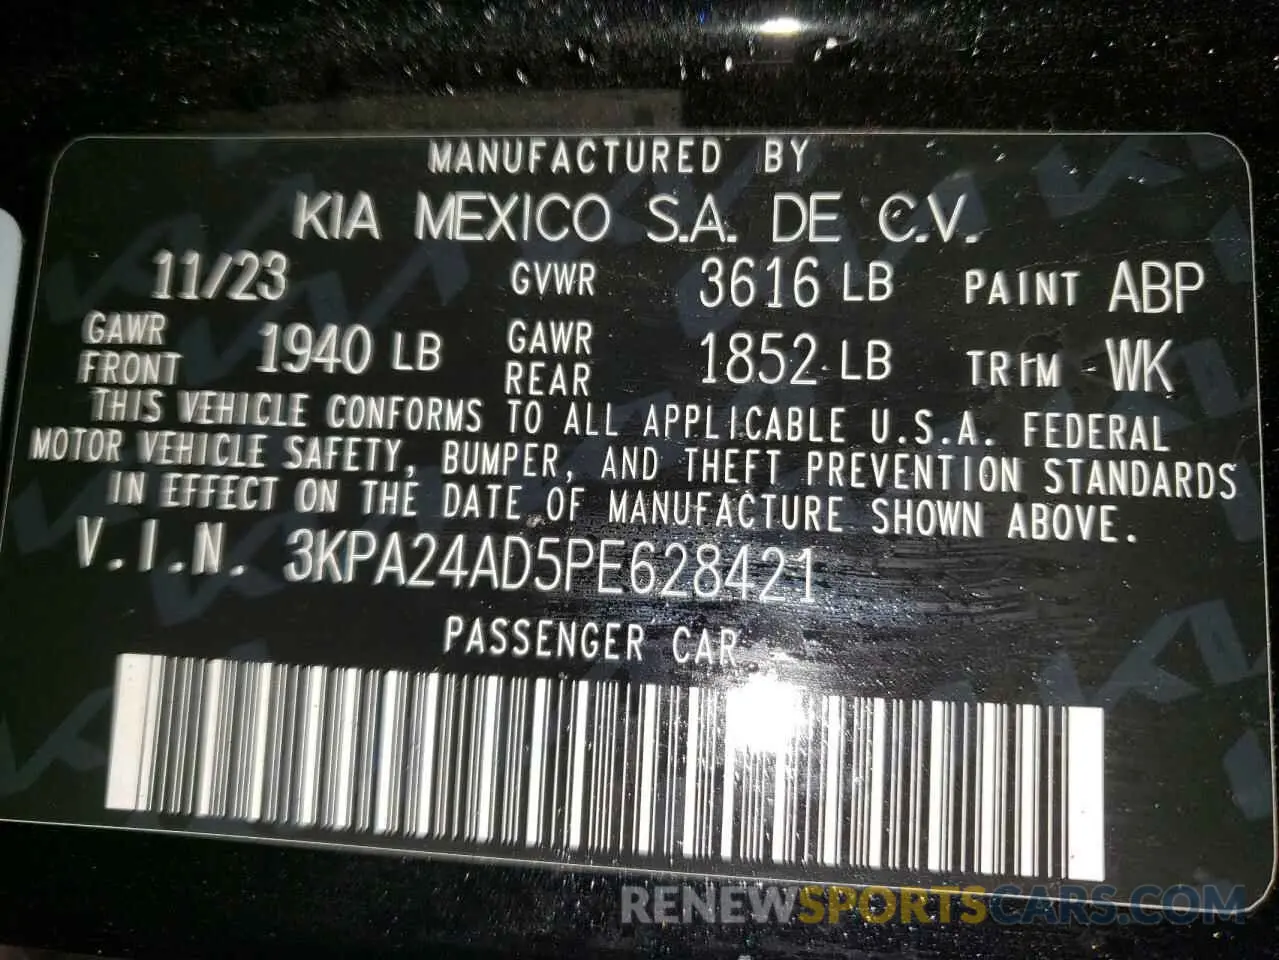 MANUFACTURED BY
KIA MEXICO S.A. DE C.V.
11/23 GVWR 3616 LB PAINT ABP
GAWR FRONT 1940 LB GAWR REAR 1852 LB TRIM WK
THIS VEHICLE CONFORMS TO ALL APPLICABLE U.S.A. FEDERAL
MOTOR VEHICLE SAFETY, BUMPER, AND THEFT PREVENTION STANDARDS
IN EFFECT ON THE DATE OF MANUFACTURE SHOWN ABOVE.
V.I.N. 3KPA24AD5PE628421
PASSENGER CAR
RENEWSPORTSCARS.COM